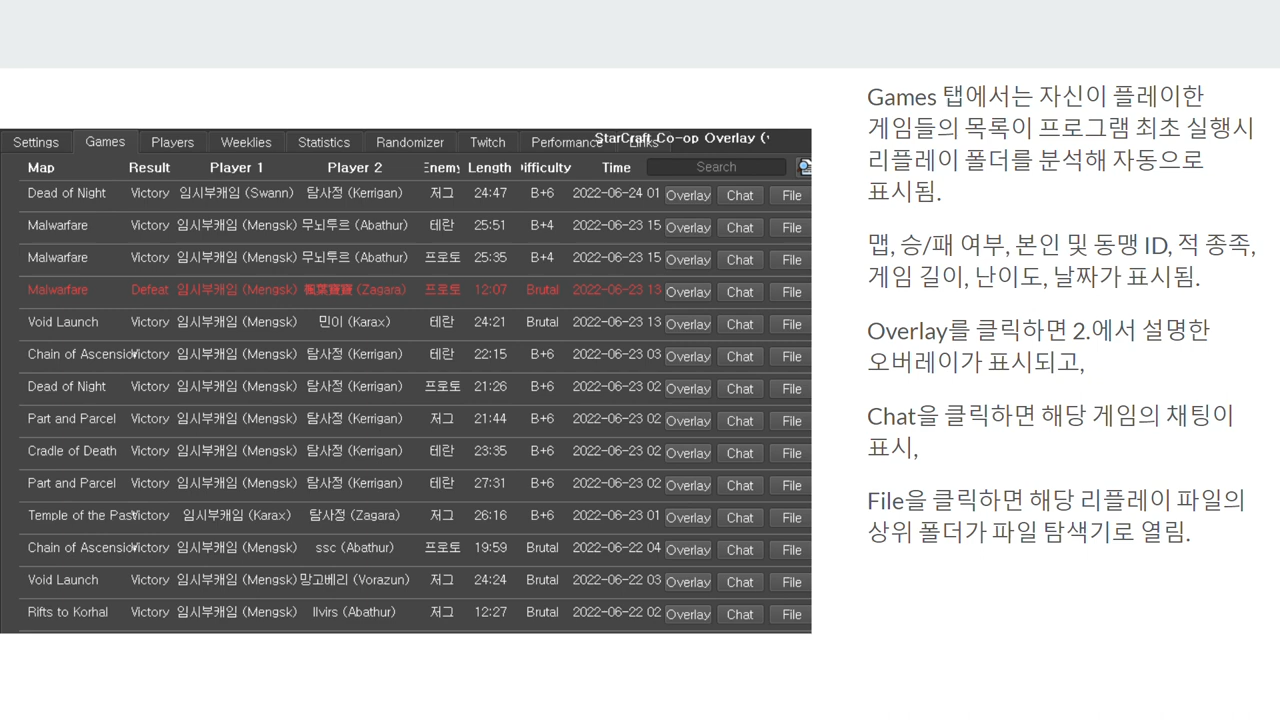 Settings Games Players Weeklies Statistics Randomizer Twitch Performance Links StarCraft Co-op Overlay (v
Map Result Player 1 Player 2 Enemy Length Difficulty Time Search
Dead of Night Victory 임시부캐임 (Swann) 탐사정 (Kerrigan) 저그 24:47 B+6 2022-06-24 01 Overlay Chat File
Malwarfare Victory 임시부캐임 (Mengsk) 무뇌투르 (Abathur) 테란 25:51 B+4 2022-06-23 15 Overlay Chat File
Malwarfare Victory 임시부캐임 (Mengsk) 무뇌투르 (Abathur) 프로토 25:35 B+4 2022-06-23 15 Overlay Chat File
Malwarfare Defeat 임시부캐임 (Mengsk) 楓葉寶寶 (Zagara) 프로토 12:07 Brutal 2022-06-23 13 Overlay Chat File
Void Launch Victory 임시부캐임 (Mengsk) 민이 (Karax) 테란 24:21 Brutal 2022-06-23 13 Overlay Chat File
Chain of Ascension Victory 임시부캐임 (Mengsk) 탐사정 (Kerrigan) 테란 22:15 B+6 2022-06-23 03 Overlay Chat File
Dead of Night Victory 임시부캐임 (Mengsk) 탐사정 (Kerrigan) 프로토 21:26 B+6 2022-06-23 02 Overlay Chat File
Part and Parcel Victory 임시부캐임 (Mengsk) 탐사정 (Kerrigan) 저그 21:44 B+6 2022-06-23 02 Overlay Chat File
Cradle of Death Victory 임시부캐임 (Mengsk) 탐사정 (Kerrigan) 테란 23:35 B+6 2022-06-23 02 Overlay Chat File
Part and Parcel Victory 임시부캐임 (Mengsk) 탐사정 (Kerrigan) 테란 27:31 B+6 2022-06-23 02 Overlay Chat File
Temple of the Past Victory 임시부캐임 (Karax) 탐사정 (Zagara) 저그 26:16 B+6 2022-06-23 01 Overlay Chat File
Chain of Ascension Victory 임시부캐임 (Mengsk) ssc (Abathur) 프로토 19:59 Brutal 2022-06-22 04 Overlay Chat File
Void Launch Victory 임시부캐임 (Mengsk) 망고베리 (Vorazun) 저그 24:24 Brutal 2022-06-22 03 Overlay Chat File
Rifts to Korhal Victory 임시부캐임 (Mengsk) llvirs (Abathur) 저그 12:27 Brutal 2022-06-22 02 Overlay Chat File
Games 탭에서는 자신이 플레이한
게임들의 목록이 프로그램 최초 실행시
리플레이 폴더를 분석해 자동으로
표시됨.
맵, 승/패 여부, 본인 및 동맹 ID, 적 종족,
게임 길이, 난이도, 날짜가 표시됨.
Overlay를 클릭하면 2.에서 설명한
오버레이가 표시되고,
Chat을 클릭하면 해당 게임의 채팅이
표시,
File을 클릭하면 해당 리플레이 파일의
상위 폴더가 파일 탐색기로 열림.